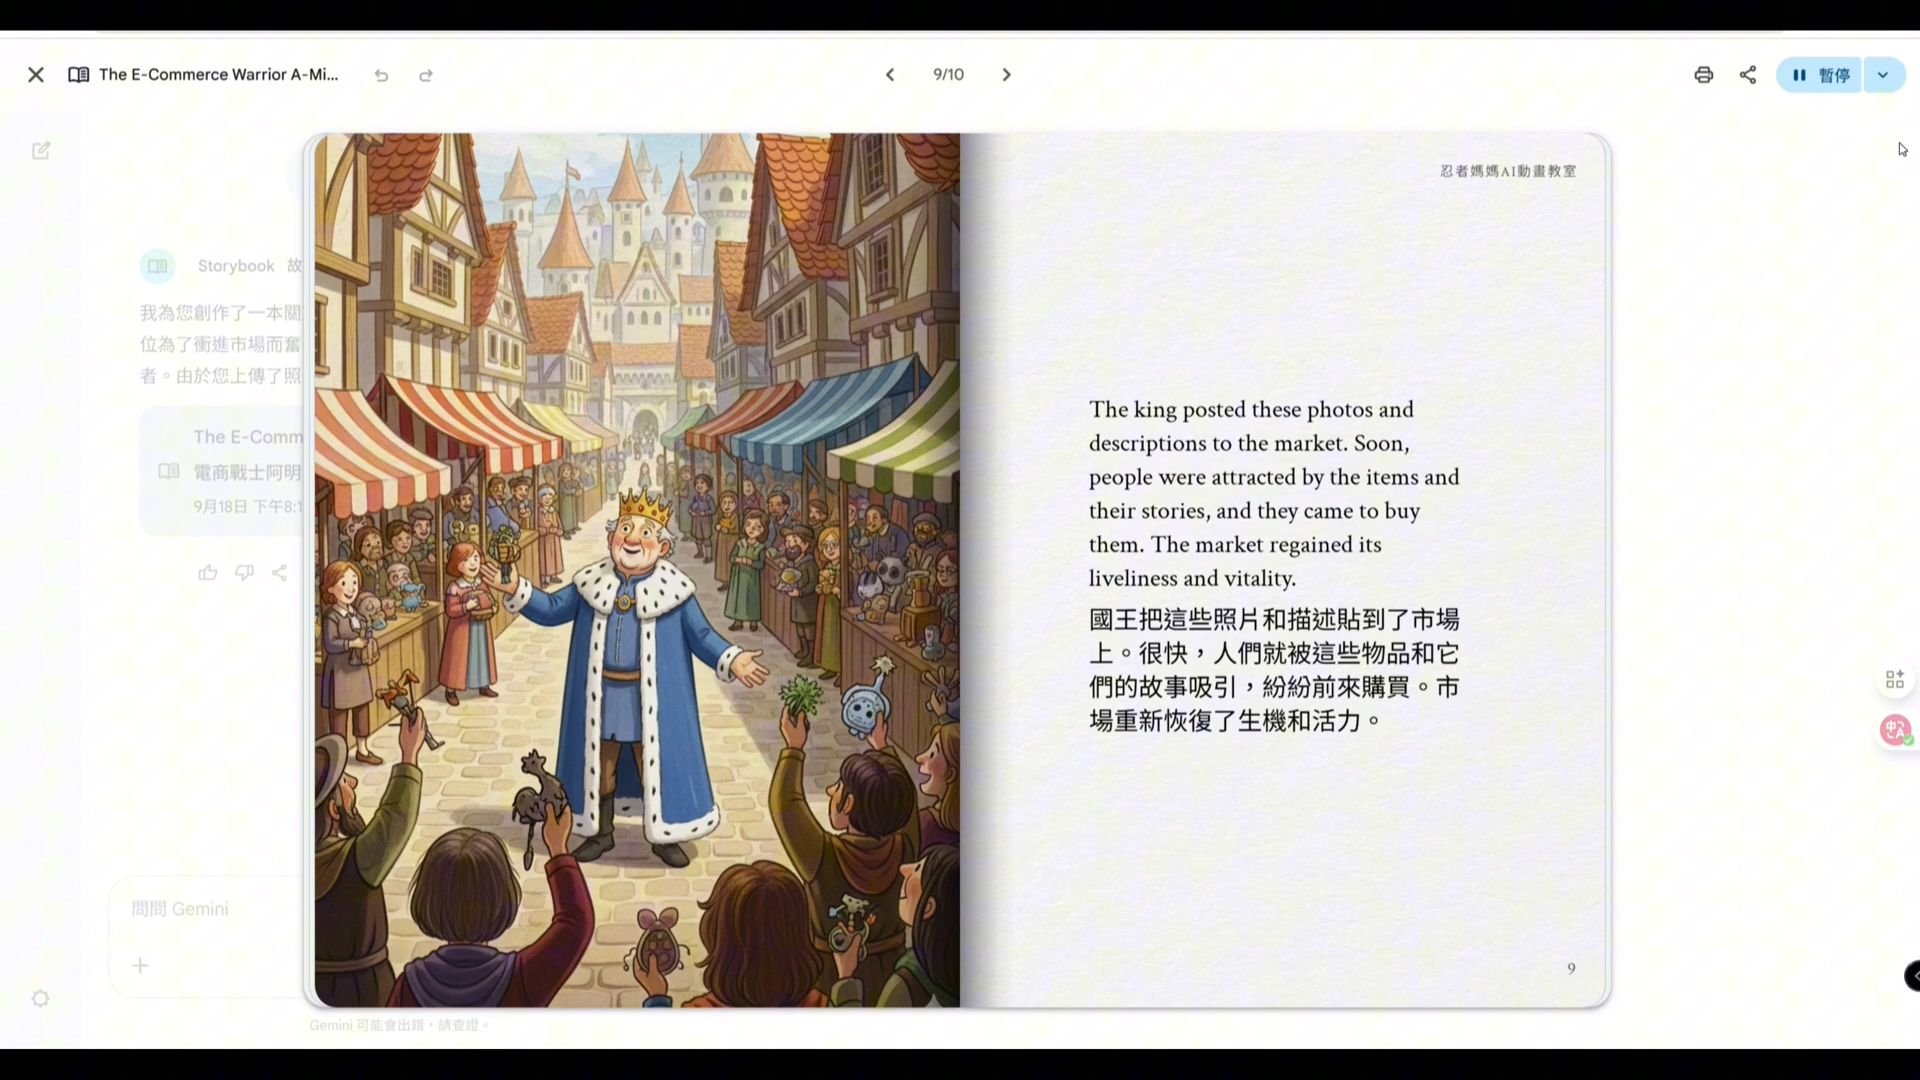 The E-Commerce Warrior A-Mi...
9/10
暫停
Storybook 故
我為您創作了一本關
位為了衝進市場而奮
者。由於您上傳了照
The E-Comm
電商戰士阿明
9月18日 下午8:1
問問 Gemini
Gemini 可能會出錯，請查證。
忍者媽媽AI動畫教室
The king posted these photos and
descriptions to the market. Soon,
people were attracted by the items and
their stories, and they came to buy
them. The market regained its
liveliness and vitality.
國王把這些照片和描述貼到了市場
上。很快，人們就被這些物品和它
們的故事吸引，紛紛前來購買。市
場重新恢復了生機和活力。
9